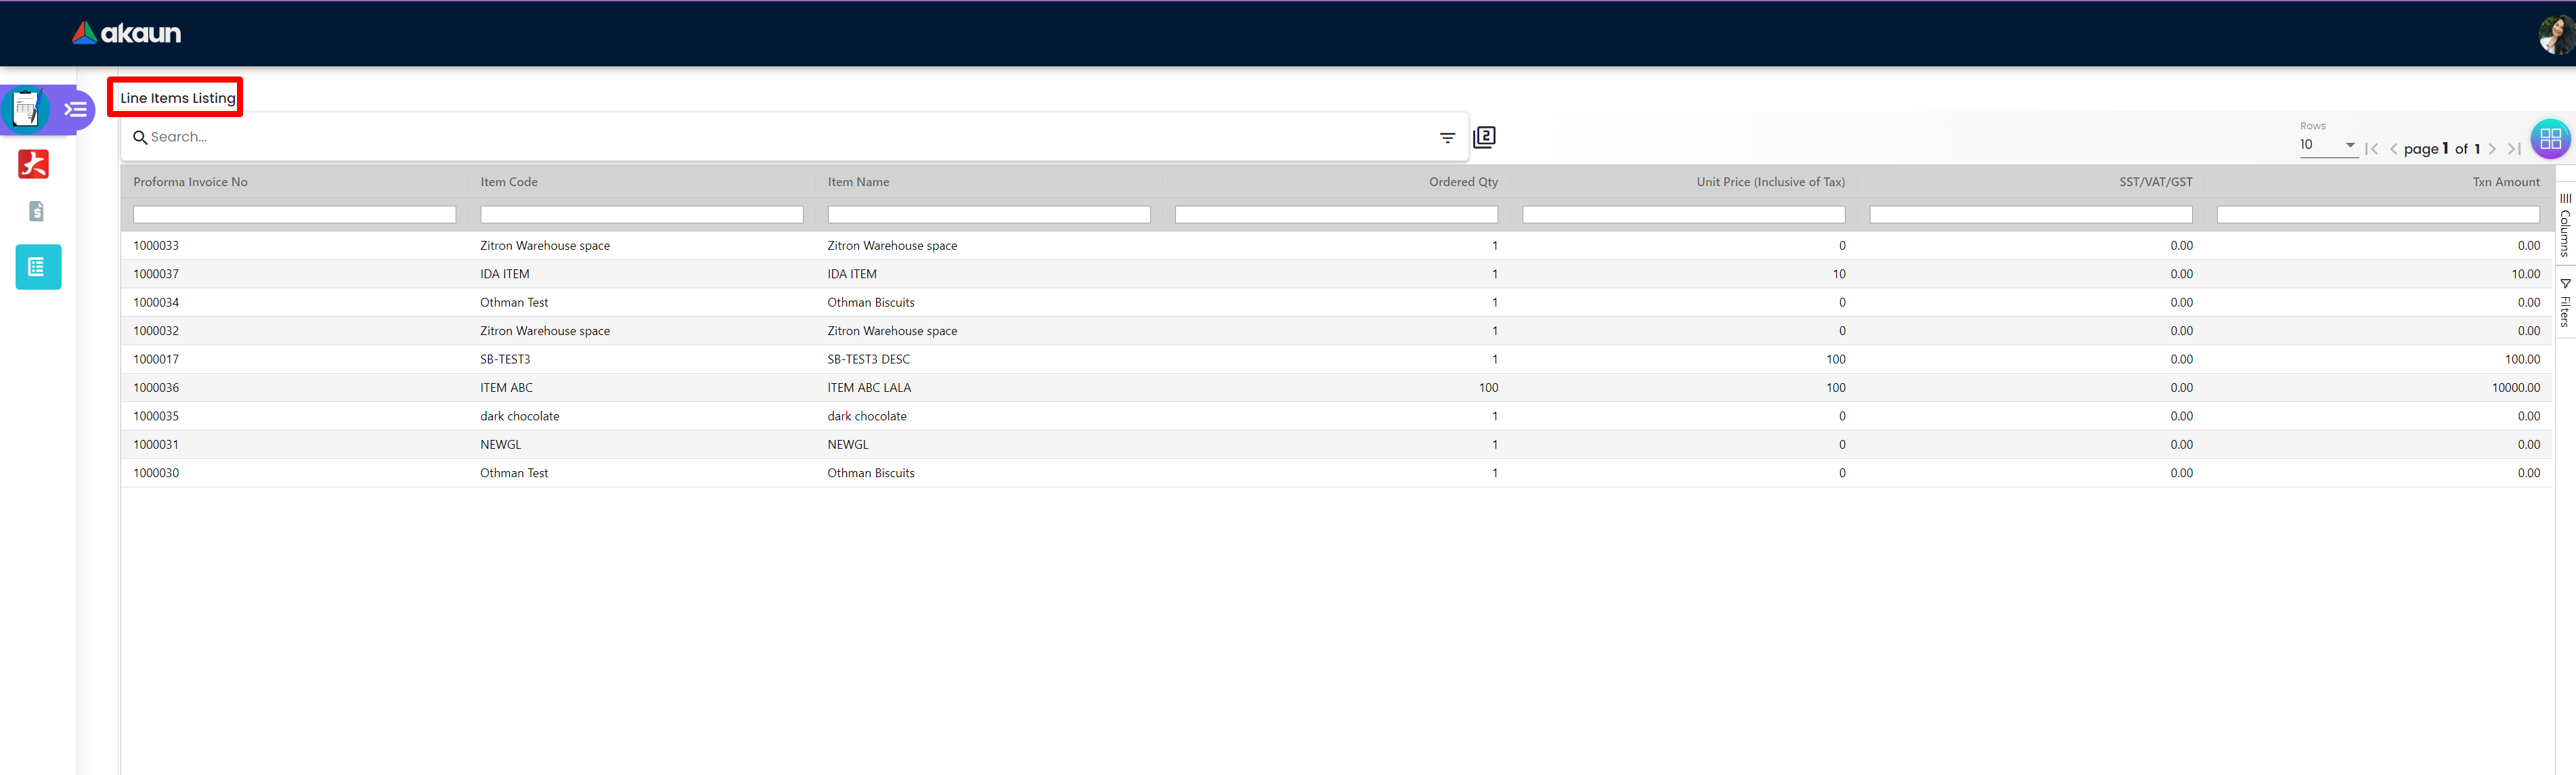 akaun
Line Items Listing
Search...
2
Rows
10
page 1 of 1
Proforma Invoice No Item Code Item Name Ordered Qty Unit Price (Inclusive of Tax) SST/VAT/GST Txn Amount
1000033 Zitron Warehouse space Zitron Warehouse space 1 0 0.00 0.00
1000037 IDA ITEM IDA ITEM 1 10 0.00 10.00
1000034 Othman Test Othman Biscuits 1 0 0.00 0.00
1000032 Zitron Warehouse space Zitron Warehouse space 1 0 0.00 0.00
1000017 SB-TEST3 SB-TEST3 DESC 1 100 0.00 100.00
1000036 ITEM ABC ITEM ABC LALA 100 100 0.00 10000.00
1000035 dark chocolate dark chocolate 1 0 0.00 0.00
1000031 NEWGL NEWGL 1 0 0.00 0.00
1000030 Othman Test Othman Biscuits 1 0 0.00 0.00
Columns
Filters